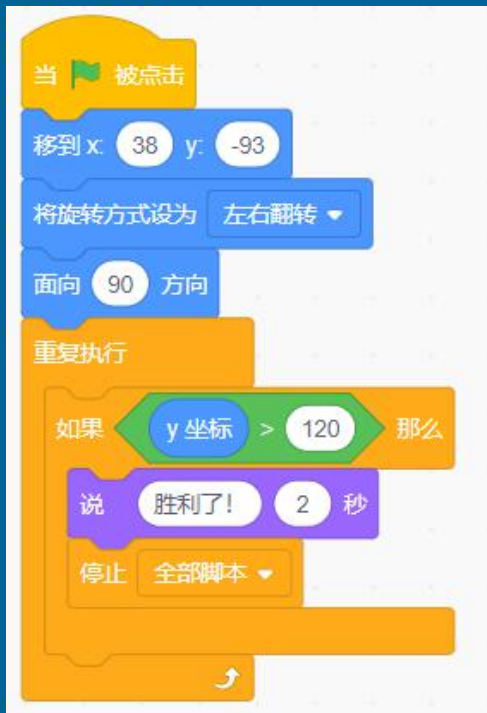 当 被点击
移到 x: 38 y: -93
将旋转方式设为 左右翻转
面向 90 方向
重复执行
如果 y 坐标 > 120 那么
说 胜利了! 2 秒
停止 全部脚本